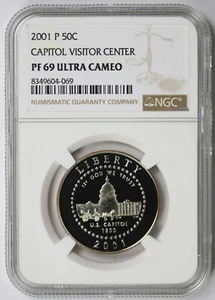 2001 P 50C
CAPITOL VISITOR CENTER
PF 69 ULTRA CAMEO
8349604-069
NUMISMATIC GUARANTY COMPANY
NGC
LIBERTY
IN GOD WE TRUST
U.S. CAPITOL
1800
2001